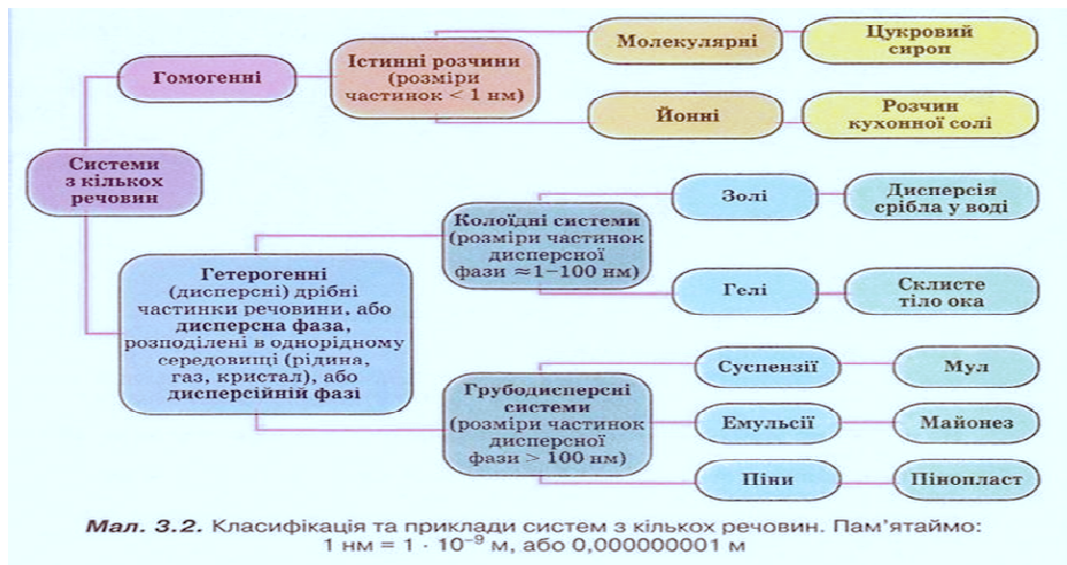 Молекулярні
Цукровий
сироп
Гомогенні
Істинні розчини
(розміри
частинок < 1 нм)
Йонні
Розчин
кухонної солі
Системи
з кількох
речовин
Золі
Дисперсія
срібла у воді
Колоїдні системи
(розміри частинок
дисперсної
фази ≈1–100 нм)
Гелі
Склисте
тіло ока
Гетерогенні
(дисперсні) дрібні
частинки речовини, або
дисперсна фаза,
розподілені в однорідному
середовищі (рідина,
газ, кристал), або
дисперсійній фазі
Грубодисперсні
системи
(розміри частинок
дисперсної
фази > 100 нм)
Суспензії
Мул
Емульсії
Майонез
Піни
Пінопласт
Мал. 3.2. Класифікація та приклади систем з кількох речовин. Пам’ятаймо:
1 нм = 1 · 10⁻⁹ м, або 0,000000001 м